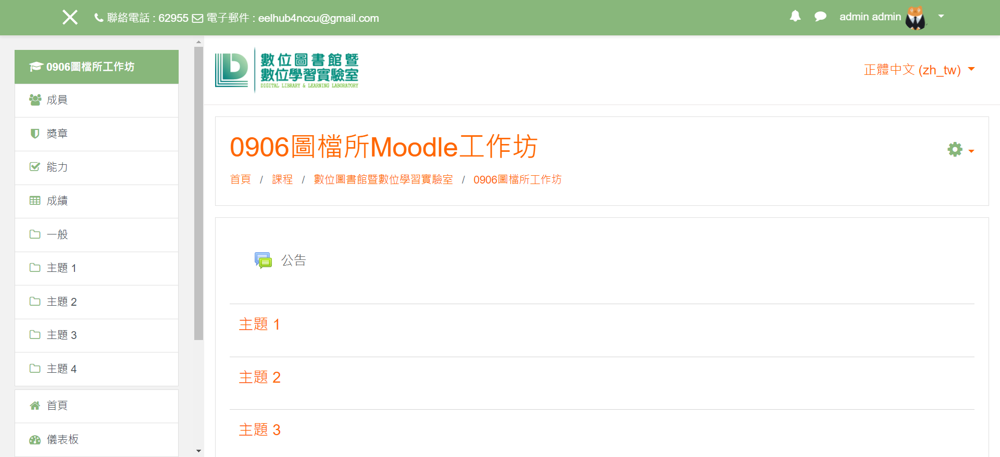 聯絡電話 : 62955 電子郵件 : eelhub4nccu@gmail.com
admin admin
0906圖檔所工作坊
成員
獎章
能力
成績
一般
主題 1
主題 2
主題 3
主題 4
首頁
儀表板
數位圖書館暨
數位學習實驗室
DIGITAL LIBRARY & LEARNING LABORATORY
正體中文 (zh_tw)
0906圖檔所Moodle工作坊
首頁 / 課程 / 數位圖書館暨數位學習實驗室 / 0906圖檔所工作坊
公告
主題 1
主題 2
主題 3